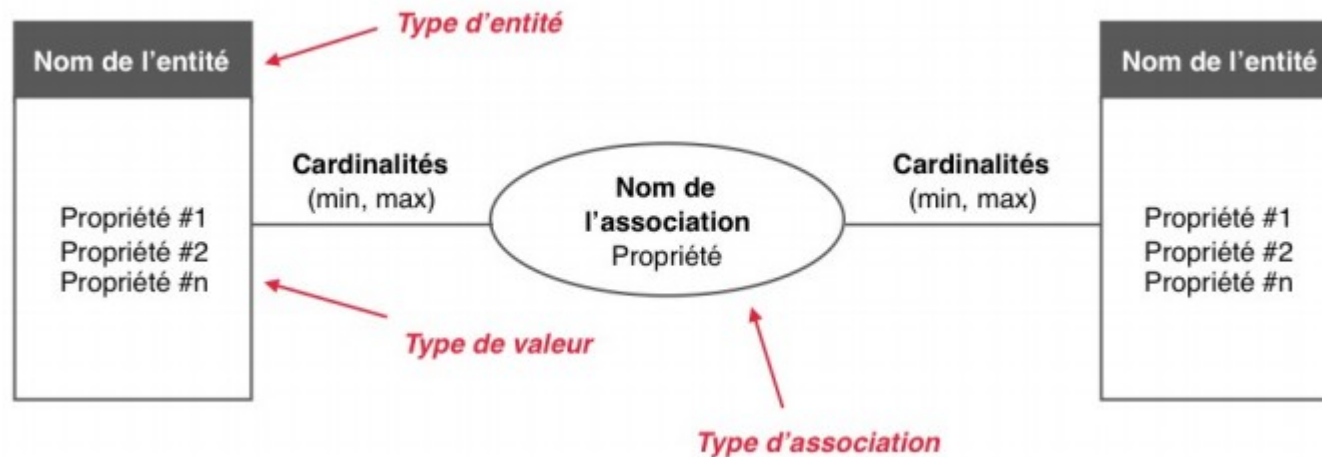 Type d'entité
Nom de l'entité
Nom de l'entité
Cardinalités
(min, max)
Cardinalités
(min, max)
Nom de
l'association
Propriété
Propriété #1
Propriété #2
Propriété #n
Propriété #1
Propriété #2
Propriété #n
Type de valeur
Type d'association